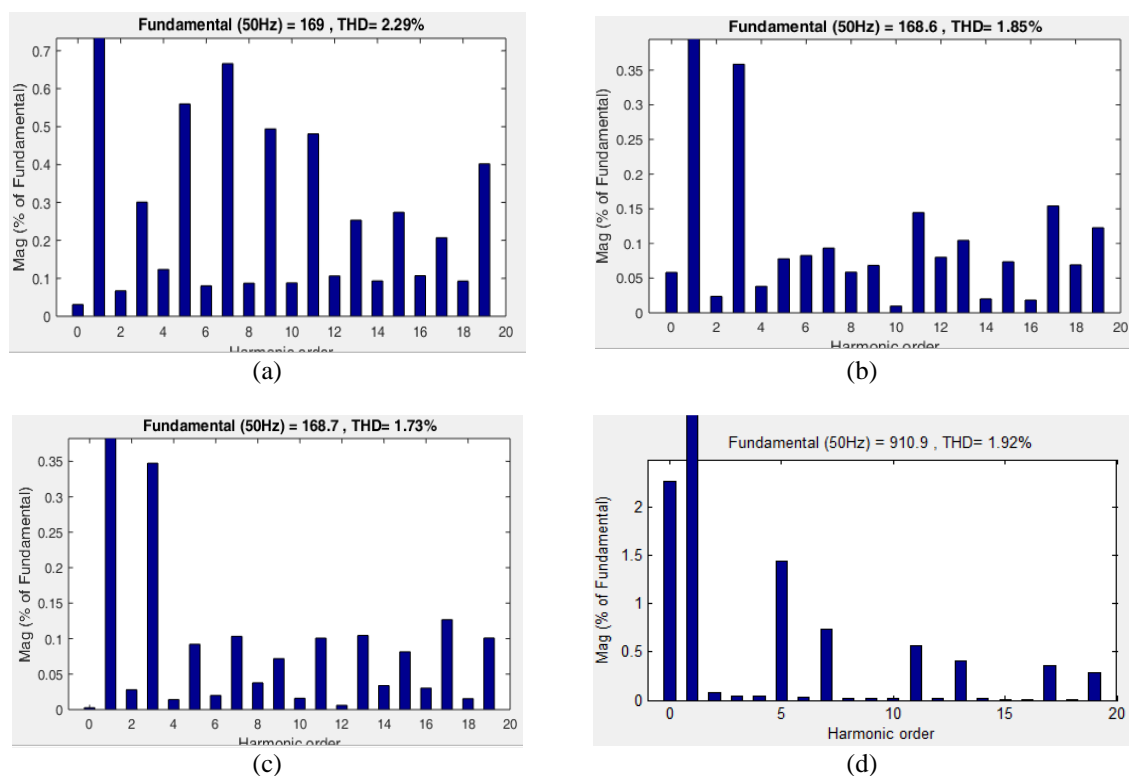 Fundamental (50Hz) = 169 , THD= 2.29%
Mag (% of Fundamental)
0.7
0.6
0.5
0.4
0.3
0.2
0.1
0
0 2 4 6 8 10 12 14 16 18 20
Harmonic order
(a)
Fundamental (50Hz) = 168.6 , THD= 1.85%
Mag (% of Fundamental)
0.35
0.3
0.25
0.2
0.15
0.1
0.05
0
0 2 4 6 8 10 12 14 16 18 20
Harmonic order
(b)
Fundamental (50Hz) = 168.7 , THD= 1.73%
Mag (% of Fundamental)
0.35
0.3
0.25
0.2
0.15
0.1
0.05
0
0 2 4 6 8 10 12 14 16 18 20
Harmonic order
(c)
Fundamental (50Hz) = 910.9 , THD= 1.92%
Mag (% of Fundamental)
2
1.5
1
0.5
0
0 5 10 15 20
Harmonic order
(d)